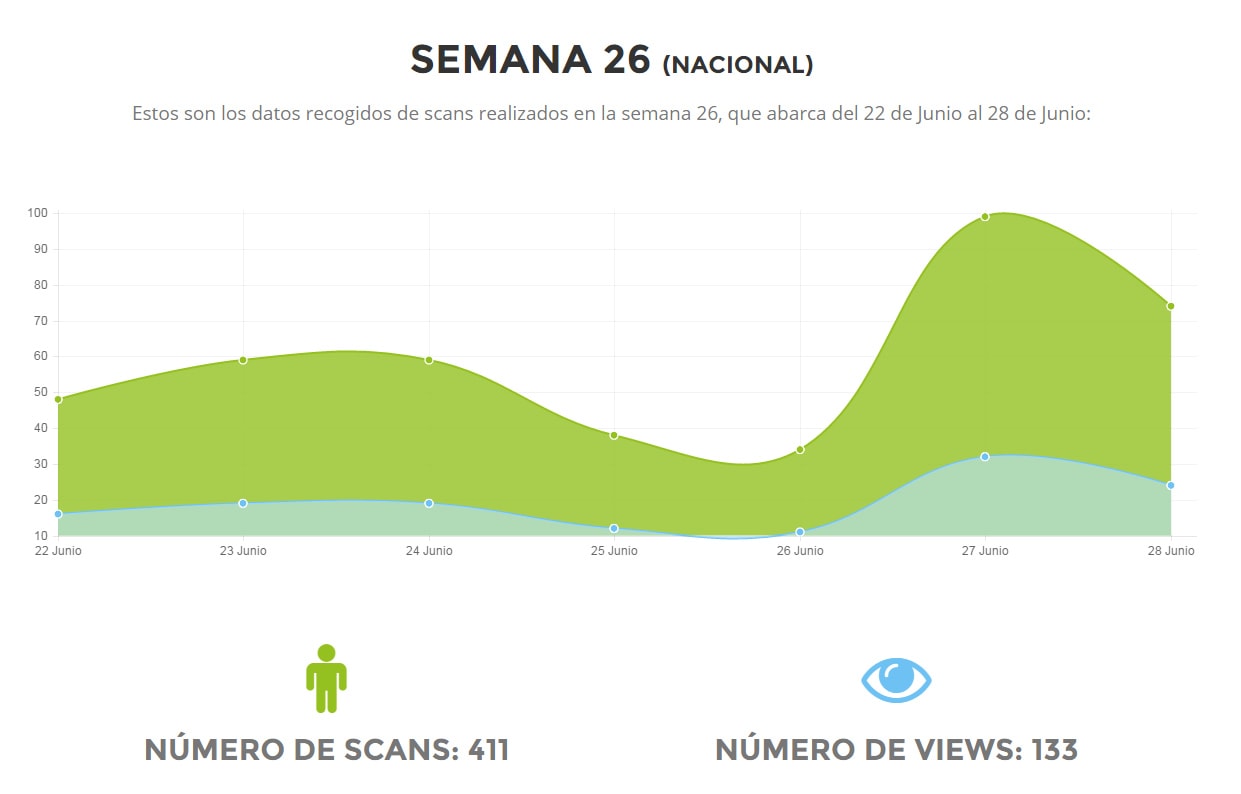 SEMANA 26 (NACIONAL)
Estos son los datos recogidos de scans realizados en la semana 26, que abarca del 22 de Junio al 28 de Junio:
100
90
80
70
60
50
40
30
20
10
22 Junio 23 Junio 24 Junio 25 Junio 26 Junio 27 Junio 28 Junio
NÚMERO DE SCANS: 411 NÚMERO DE VIEWS: 133